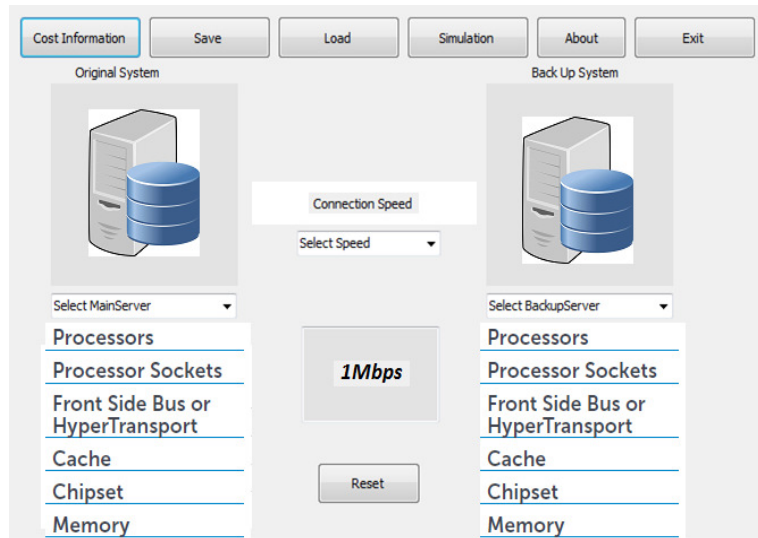 Cost Information
Save
Load
Simulation
About
Exit
Original System
Back Up System
Connection Speed
Select Speed
Select MainServer
Select BackupServer
Processors
Processor Sockets
Front Side Bus or
HyperTransport
Cache
Chipset
Memory
1Mbps
Reset
Processors
Processor Sockets
Front Side Bus or
HyperTransport
Cache
Chipset
Memory